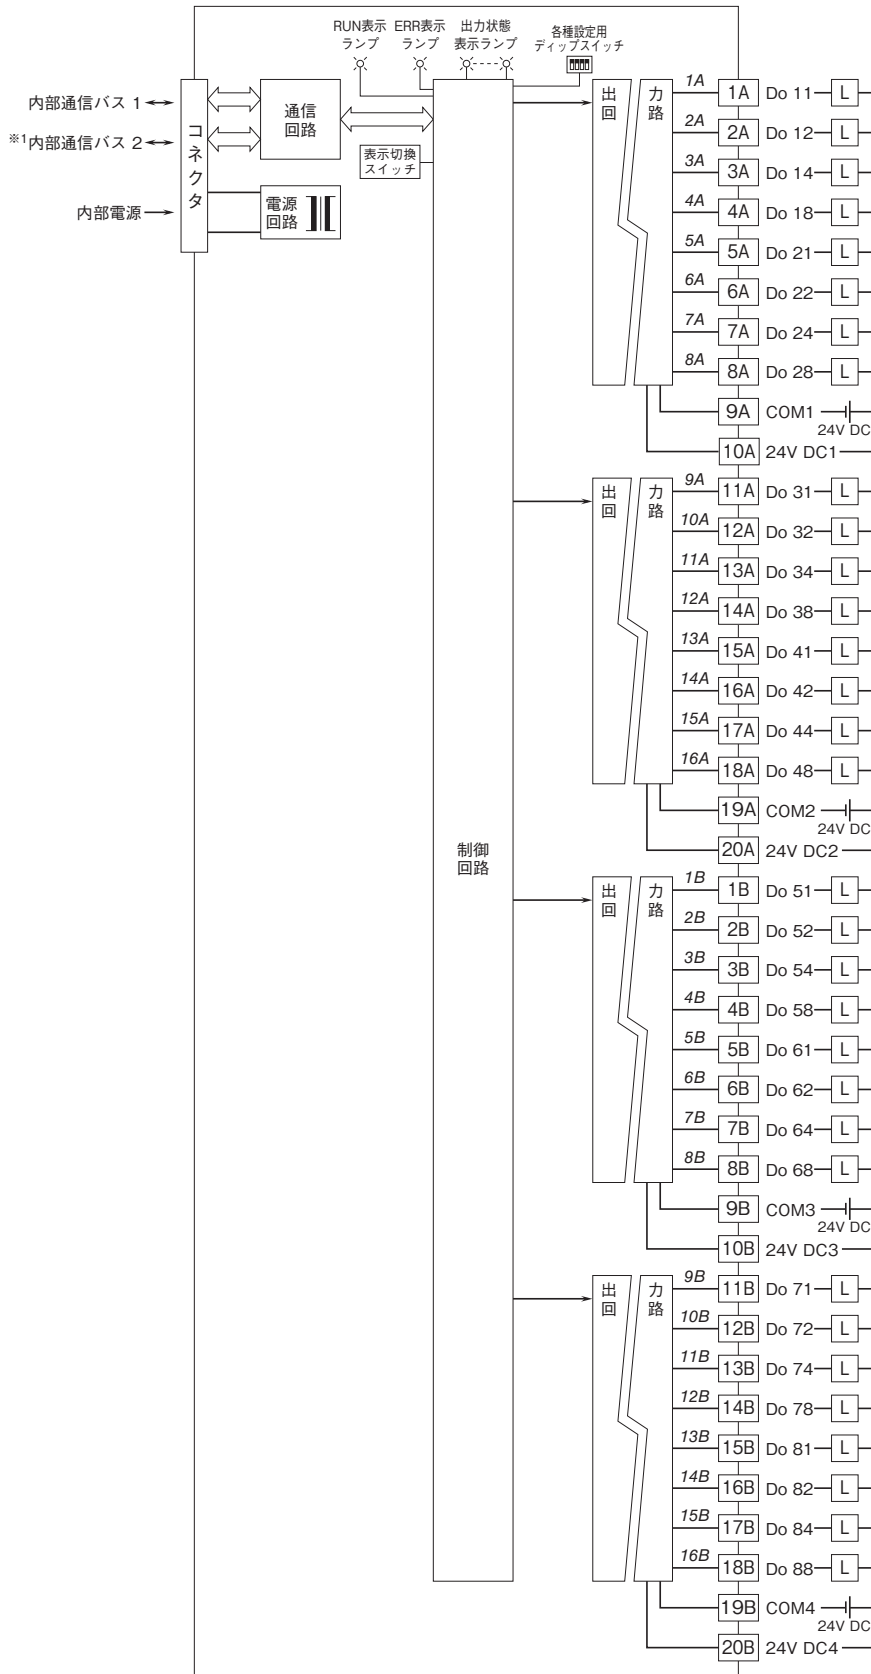 RUN表示
ランプ
ERR表示
ランプ
出力状態
表示ランプ
各種設定用
ディップスイッチ
内部通信バス 1
※1内部通信バス 2
内部電源
コネクタ
通信
回路
電源
回路
表示切換
スイッチ
制御
回路
出 力
回 路
1A 1A Do 11 L
2A 2A Do 12 L
3A 3A Do 14 L
4A 4A Do 18 L
5A 5A Do 21 L
6A 6A Do 22 L
7A 7A Do 24 L
8A 8A Do 28 L
9A COM1
24V DC
10A 24V DC1
出 力
回 路
9A 11A Do 31 L
10A 12A Do 32 L
11A 13A Do 34 L
12A 14A Do 38 L
13A 15A Do 41 L
14A 16A Do 42 L
15A 17A Do 44 L
16A 18A Do 48 L
19A COM2
24V DC
20A 24V DC2
出 力
回 路
1B 1B Do 51 L
2B 2B Do 52 L
3B 3B Do 54 L
4B 4B Do 58 L
5B 5B Do 61 L
6B 6B Do 62 L
7B 7B Do 64 L
8B 8B Do 68 L
9B COM3
24V DC
10B 24V DC3
出 力
回 路
9B 11B Do 71 L
10B 12B Do 72 L
11B 13B Do 74 L
12B 14B Do 78 L
13B 15B Do 81 L
14B 16B Do 82 L
15B 17B Do 84 L
16B 18B Do 88 L
19B COM4
24V DC
20B 24V DC4